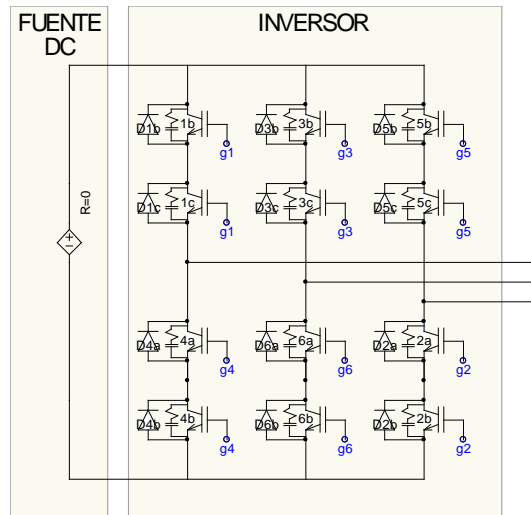 FUENTE DC
INVERSOR
D1b 1b D3b 3b D5b 5b
g1 g3 g5
D1c 1c D3c 3c D5c 5c
g1 g3 g5
R=0
+
−
D4a 4a D6a 6a D2a 2a
g4 g6 g2
D4b 4b D6b 6b D2b 2b
g4 g6 g2